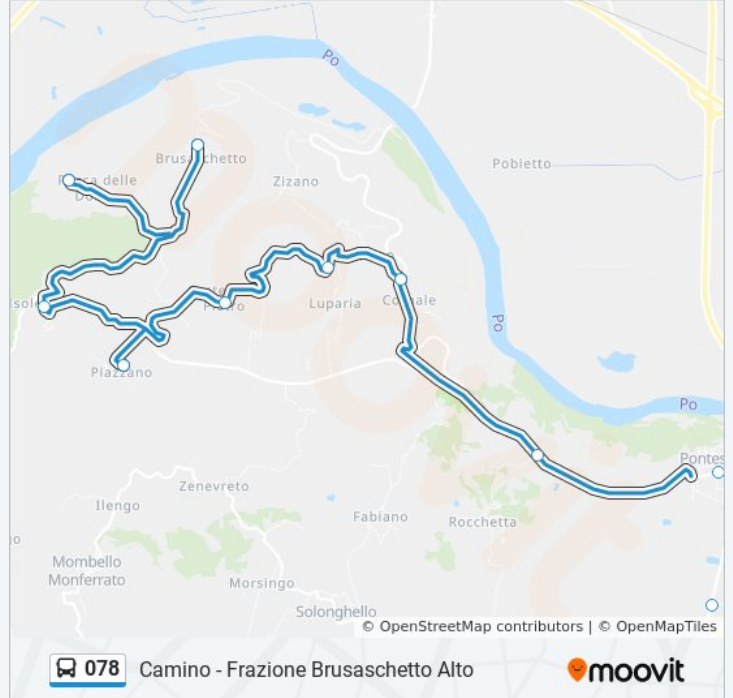 Po
Brusaschetto
delle
Pobietto
Zizano
Luparia
Po
Piazzano
Po
Pontes
Zenevreto
Ilengo
Fabiano
Rocchetta
Mombello
Monferrato
Morsingo
Solonghello
© OpenStreetMap contributors | © OpenMapTiles
078 Camino - Frazione Brusaschetto Alto
moovit